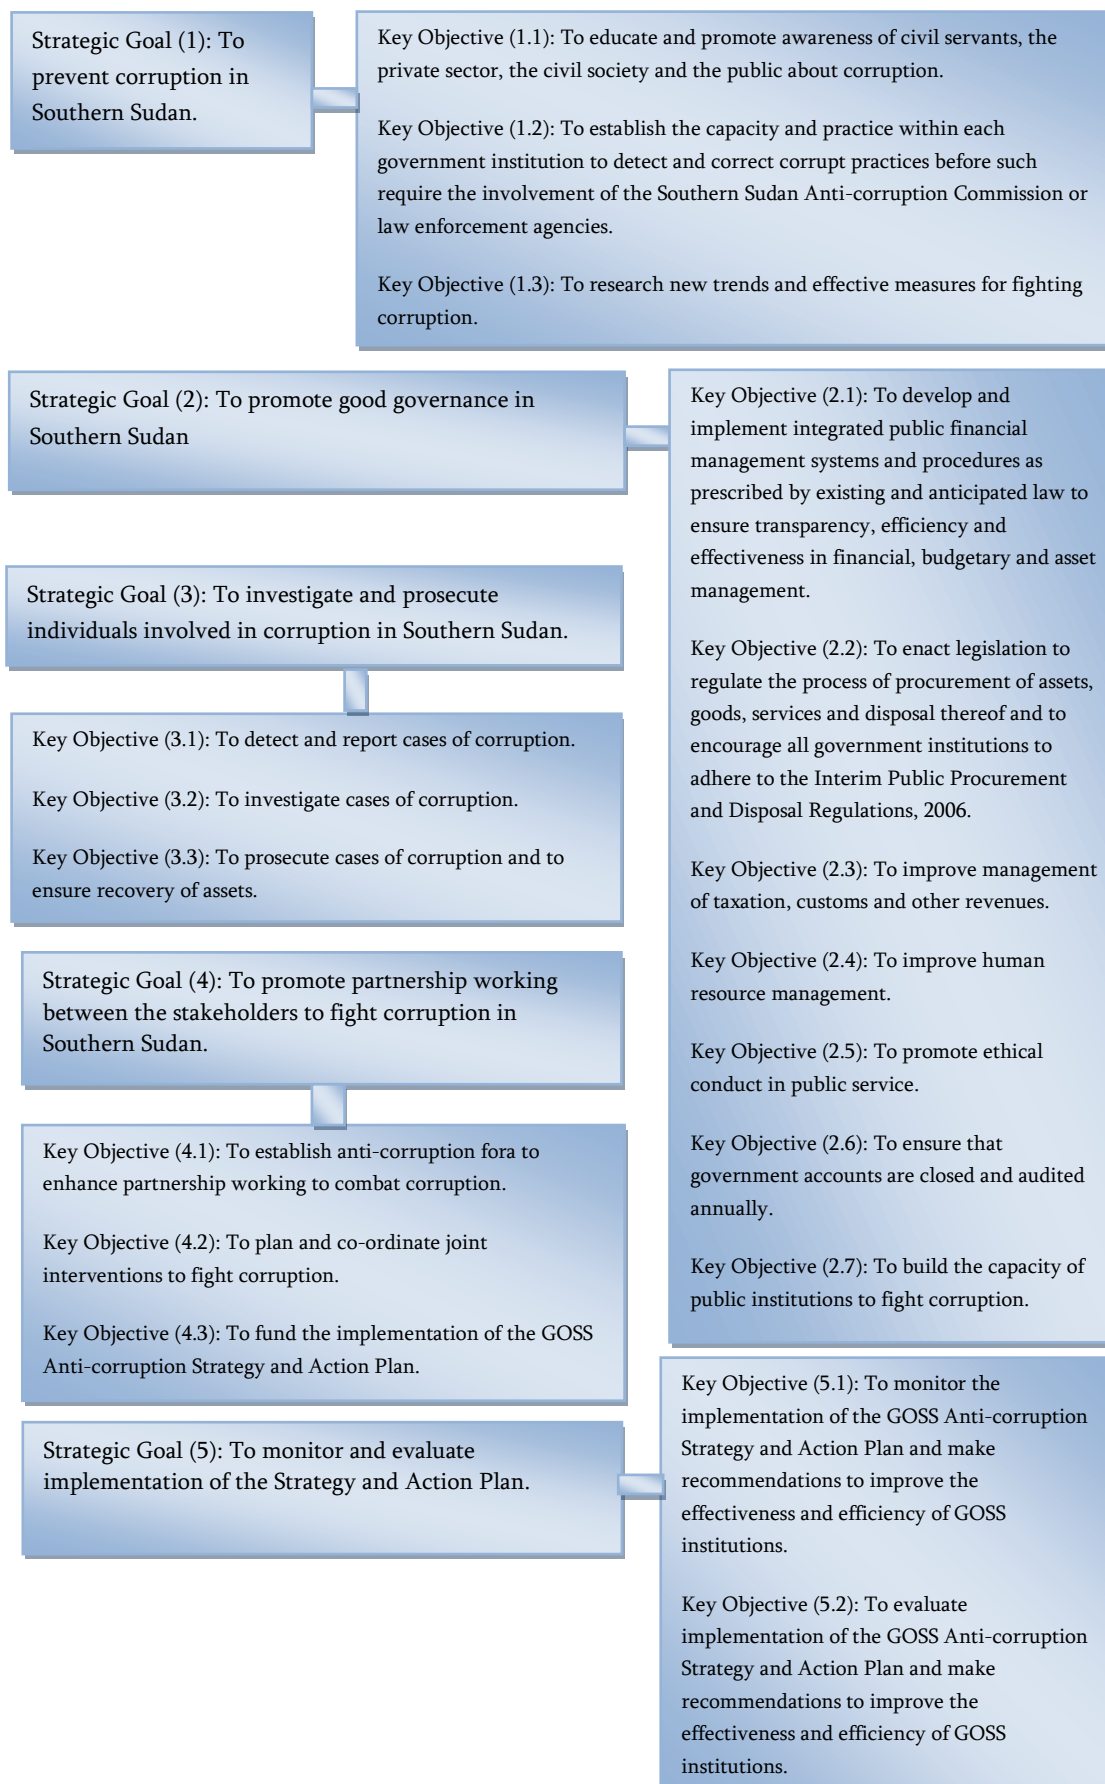 Strategic Goal (1): To
prevent corruption in
Southern Sudan.
Key Objective (1.1): To educate and promote awareness of civil servants, the
private sector, the civil society and the public about corruption.
Key Objective (1.2): To establish the capacity and practice within each
government institution to detect and correct corrupt practices before such
require the involvement of the Southern Sudan Anti-corruption Commission or
law enforcement agencies.
Key Objective (1.3): To research new trends and effective measures for fighting
corruption.
Strategic Goal (2): To promote good governance in
Southern Sudan
Key Objective (2.1): To develop and
implement integrated public financial
management systems and procedures as
prescribed by existing and anticipated law to
ensure transparency, efficiency and
effectiveness in financial, budgetary and asset
management.
Key Objective (2.2): To enact legislation to
regulate the process of procurement of assets,
goods, services and disposal thereof and to
encourage all government institutions to
adhere to the Interim Public Procurement
and Disposal Regulations, 2006.
Key Objective (2.3): To improve management
of taxation, customs and other revenues.
Key Objective (2.4): To improve human
resource management.
Key Objective (2.5): To promote ethical
conduct in public service.
Key Objective (2.6): To ensure that
government accounts are closed and audited
annually.
Key Objective (2.7): To build the capacity of
public institutions to fight corruption.
Strategic Goal (3): To investigate and prosecute
individuals involved in corruption in Southern Sudan.
Key Objective (3.1): To detect and report cases of corruption.
Key Objective (3.2): To investigate cases of corruption.
Key Objective (3.3): To prosecute cases of corruption and to
ensure recovery of assets.
Strategic Goal (4): To promote partnership working
between the stakeholders to fight corruption in
Southern Sudan.
Key Objective (4.1): To establish anti-corruption fora to
enhance partnership working to combat corruption.
Key Objective (4.2): To plan and co-ordinate joint
interventions to fight corruption.
Key Objective (4.3): To fund the implementation of the GOSS
Anti-corruption Strategy and Action Plan.
Strategic Goal (5): To monitor and evaluate
implementation of the Strategy and Action Plan.
Key Objective (5.1): To monitor the
implementation of the GOSS Anti-corruption
Strategy and Action Plan and make
recommendations to improve the
effectiveness and efficiency of GOSS
institutions.
Key Objective (5.2): To evaluate
implementation of the GOSS Anti-corruption
Strategy and Action Plan and make
recommendations to improve the
effectiveness and efficiency of GOSS
institutions.